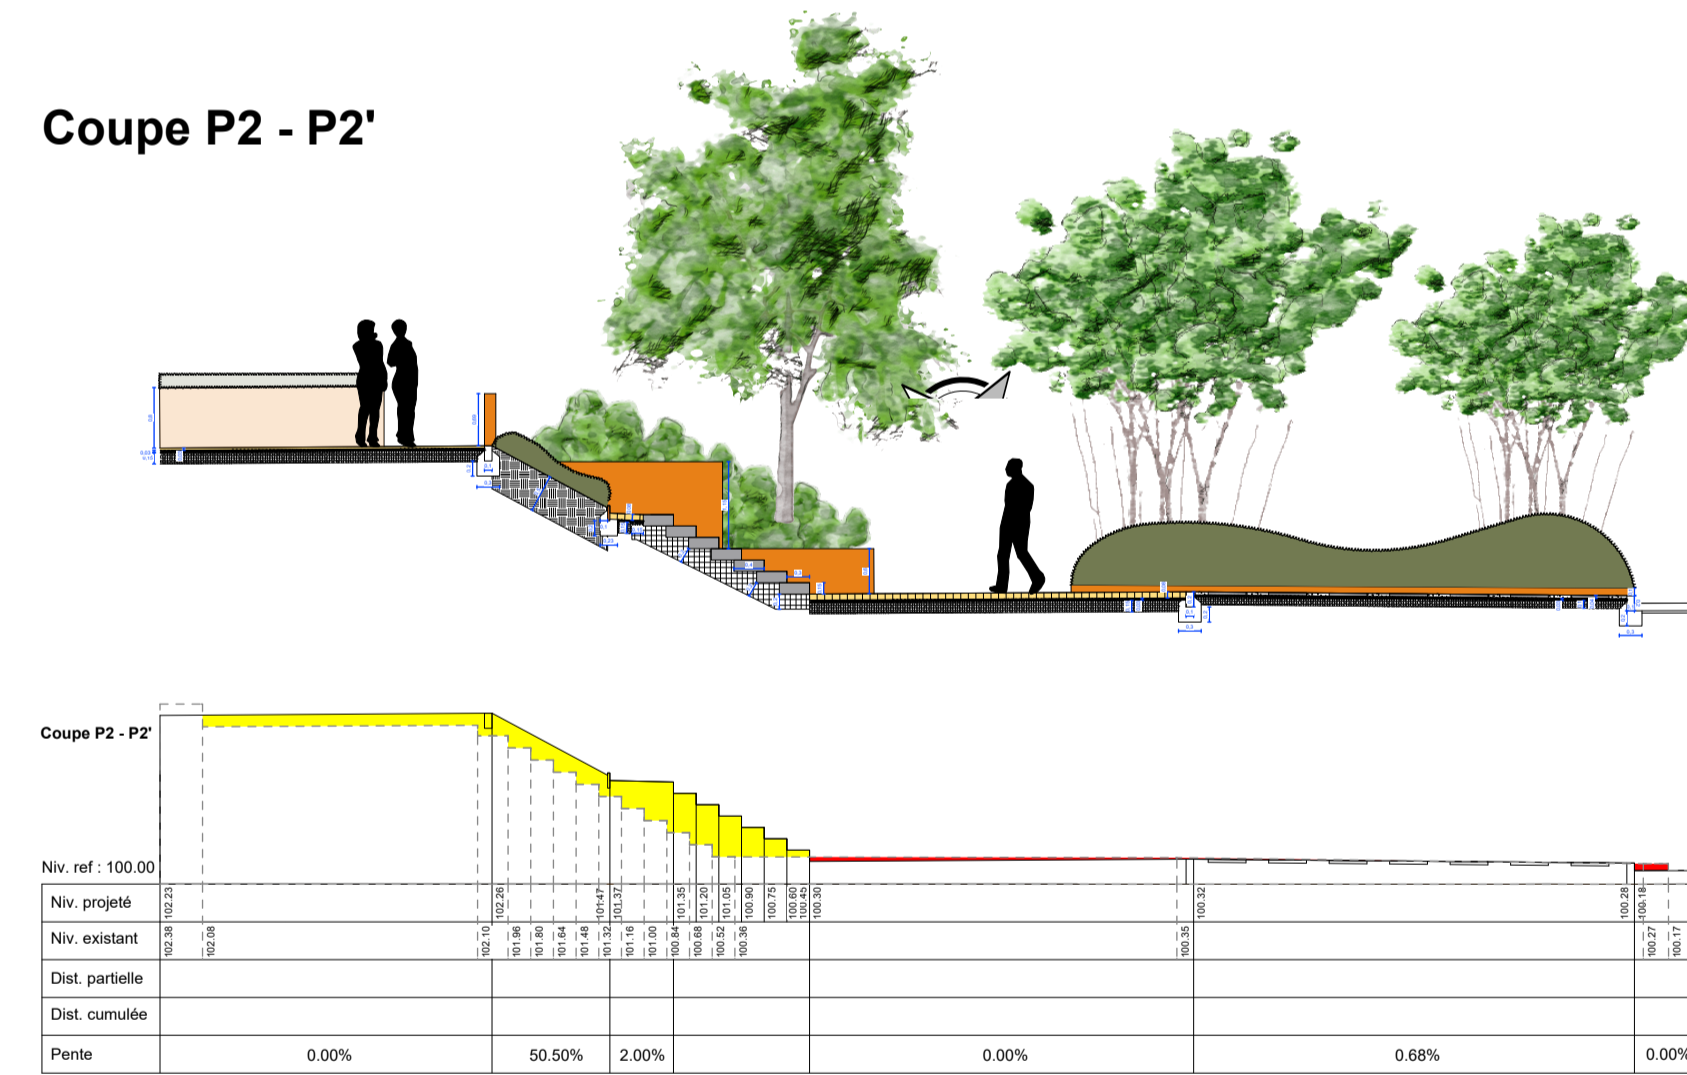 Coupe P2 - P2'
Coupe P2 - P2'
Niv. ref : 100.00
Niv. projeté 102.23 102.26 101.47 101.37 101.35 101.20 101.05 100.90 100.75 100.60 100.45 100.30 100.32 100.28 100.18
Niv. existant 102.38 102.08 102.10 101.96 101.80 101.64 101.48 101.32 101.16 101.00 100.84 100.68 100.52 100.36 100.35 100.27 100.17
Dist. partielle
Dist. cumulée
Pente 0.00% 50.50% 2.00% 0.00% 0.68% 0.00%